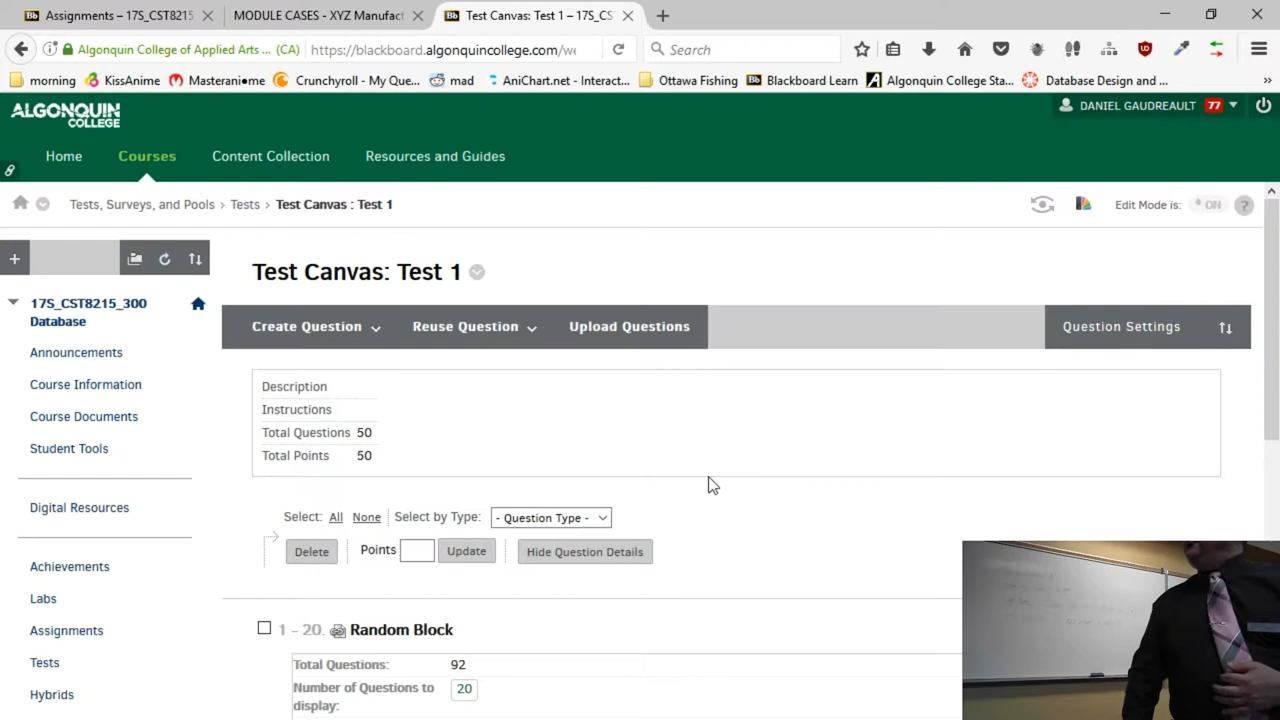 Assignments – 17S_CST8215
MODULE CASES - XYZ Manufact
Test Canvas: Test 1 – 17S_CS
Algonquin College of Applied Arts ... (CA)
https://blackboard.algonquincollege.com/we
Search
morning
KissAnime
Masterani●me
Crunchyroll - My Que...
mad
AniChart.net - Interact...
Ottawa Fishing
Blackboard Learn
Algonquin College Sta...
Database Design and ...
ALGONQUIN
COLLEGE
DANIEL GAUDREAULT 77
Home
Courses
Content Collection
Resources and Guides
Tests, Surveys, and Pools > Tests > Test Canvas : Test 1
Edit Mode is: ON ?
Test Canvas: Test 1
17S_CST8215_300
Database
Announcements
Course Information
Course Documents
Student Tools
Digital Resources
Achievements
Labs
Assignments
Tests
Hybrids
Create Question
Reuse Question
Upload Questions
Question Settings
Description
Instructions
Total Questions 50
Total Points 50
Select: All None Select by Type: - Question Type -
Delete Points Update Hide Question Details
1 – 20. Random Block
Total Questions: 92
Number of Questions to 20
display: